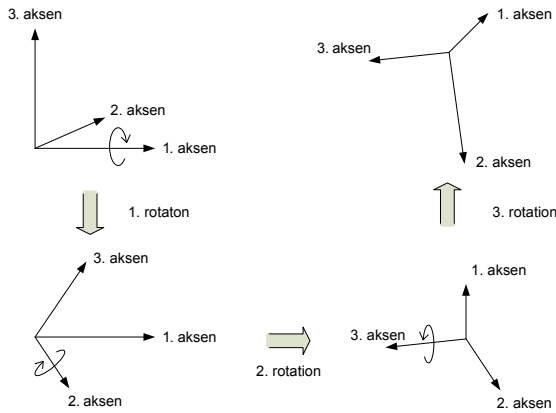 3. aksen
2. aksen
1. aksen
1. rotaton
3. aksen
1. aksen
2. aksen
2. rotation
1. aksen
3. aksen
2. aksen
3. rotation
1. aksen
3. aksen
2. aksen